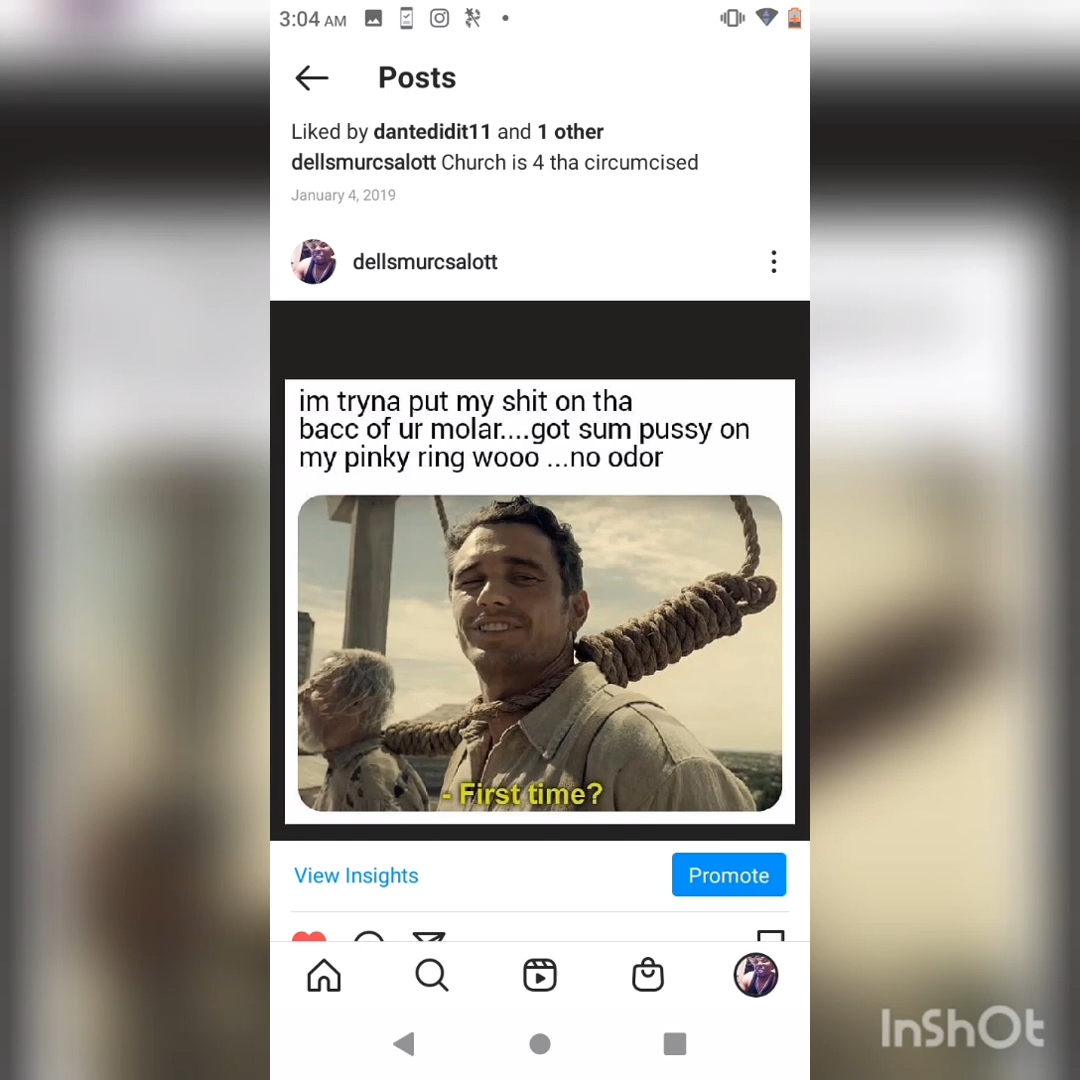 3:04 AM
Posts
Liked by dantedidit11 and 1 other
dellsmurcsalott Church is 4 tha circumcised
January 4, 2019
dellsmurcsalott
im tryna put my shit on tha
bacc of ur molar....got sum pussy on
my pinky ring wooo ...no odor
- First time?
View Insights
Promote
InShOt